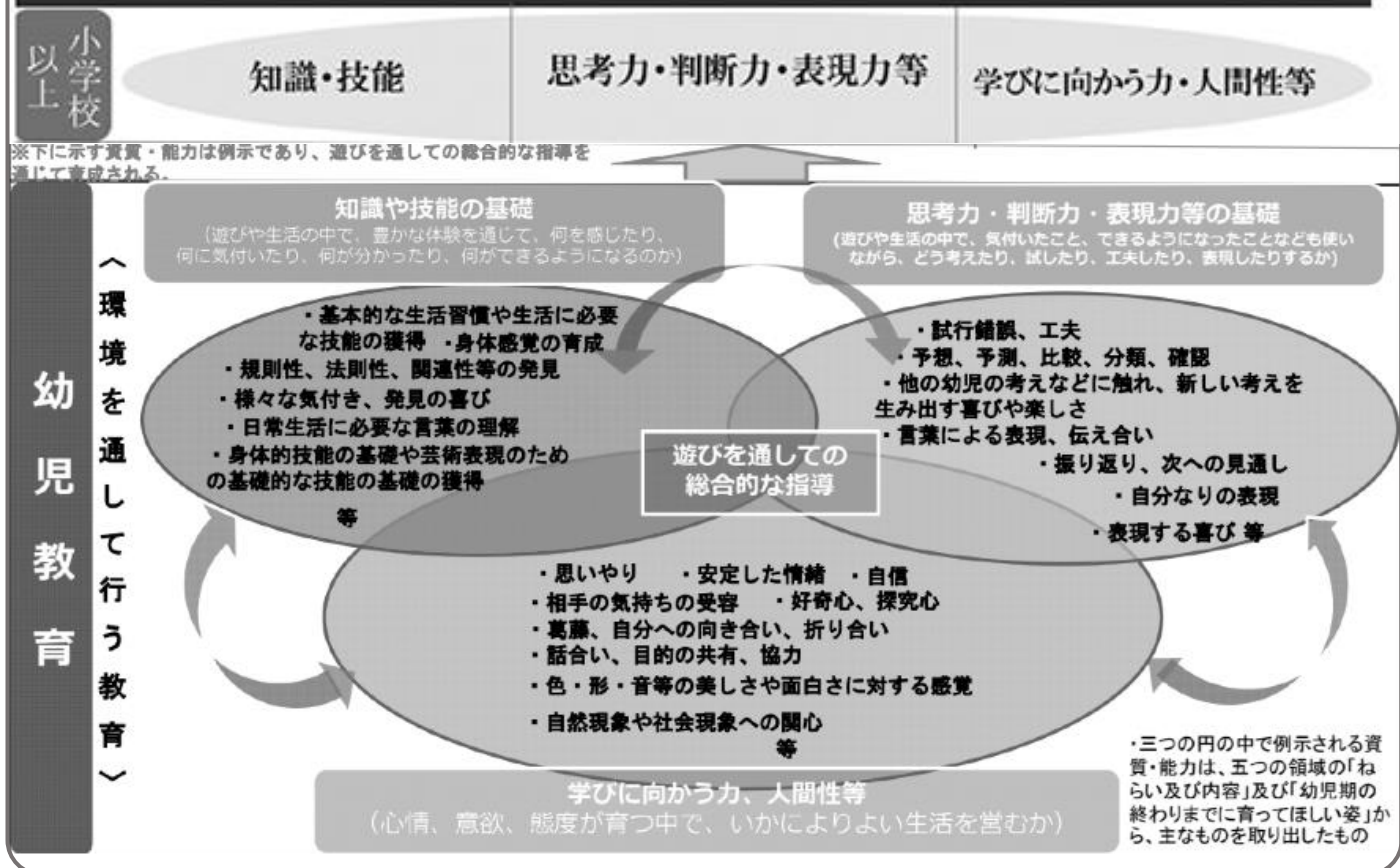 小学校
以上
知識・技能
思考力・判断力・表現力等
学びに向かう力・人間性等
※下に示す資質・能力は例示であり、遊びを通しての総合的な指導を
通じて育成される。
幼児教育
〈環境を通して行う教育〉
知識や技能の基礎
(遊びや生活の中で、豊かな体験を通じて、何を感じたり、
何に気付いたり、何が分かったり、何ができるようになるのか)
思考力・判断力・表現力等の基礎
(遊びや生活の中で、気付いたこと、できるようになったことなども使い
ながら、どう考えたり、試したり、工夫したり、表現したりするか)
・基本的な生活習慣や生活に必要
な技能の獲得 ・身体感覚の育成
・規則性、法則性、関連性等の発見
・様々な気付き、発見の喜び
・日常生活に必要な言葉の理解
・身体的技能の基礎や芸術表現のため
の基礎的な技能の基礎の獲得
等
・試行錯誤、工夫
・予想、予測、比較、分類、確認
・他の幼児の考えなどに触れ、新しい考えを
生み出す喜びや楽しさ
・言葉による表現、伝え合い
・振り返り、次への見通し
・自分なりの表現
・表現する喜び 等
遊びを通しての
総合的な指導
・思いやり ・安定した情緒 ・自信
・相手の気持ちの受容 ・好奇心、探究心
・葛藤、自分への向き合い、折り合い
・話合い、目的の共有、協力
・色・形・音等の美しさや面白さに対する感覚
・自然現象や社会現象への関心
等
学びに向かう力、人間性等
(心情、意欲、態度が育つ中で、いかによりよい生活を営むか)
・三つの円の中で例示される資
質・能力は、五つの領域の「ね
らい及び内容」及び「幼児期の
終わりまでに育ってほしい姿」か
ら、主なものを取り出したもの